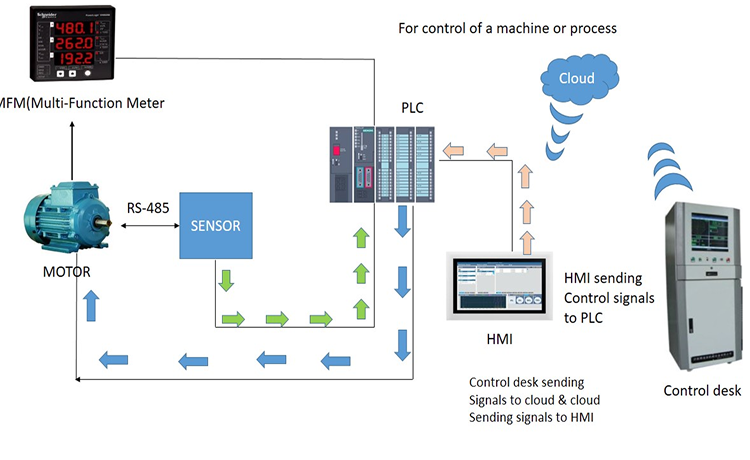 For control of a machine or process
Schneider
480.1
262.0
192.2
Cloud
MFM(Multi-Function Meter
PLC
RS-485
SENSOR
MOTOR
HMI sending
Control signals
to PLC
HMI
Control desk
Control desk sending
Signals to cloud & cloud
Sending signals to HMI